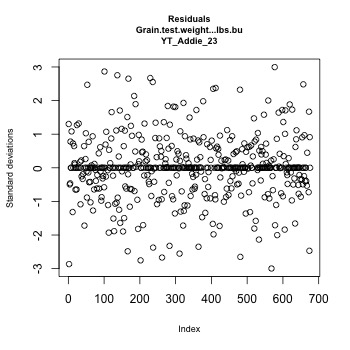 Residuals
Grain.test.weight...lbs.bu
YT_Addie_23
Standard deviations
3
2
1
0
-1
-2
-3
0 100 200 300 400 500 600 700
Index